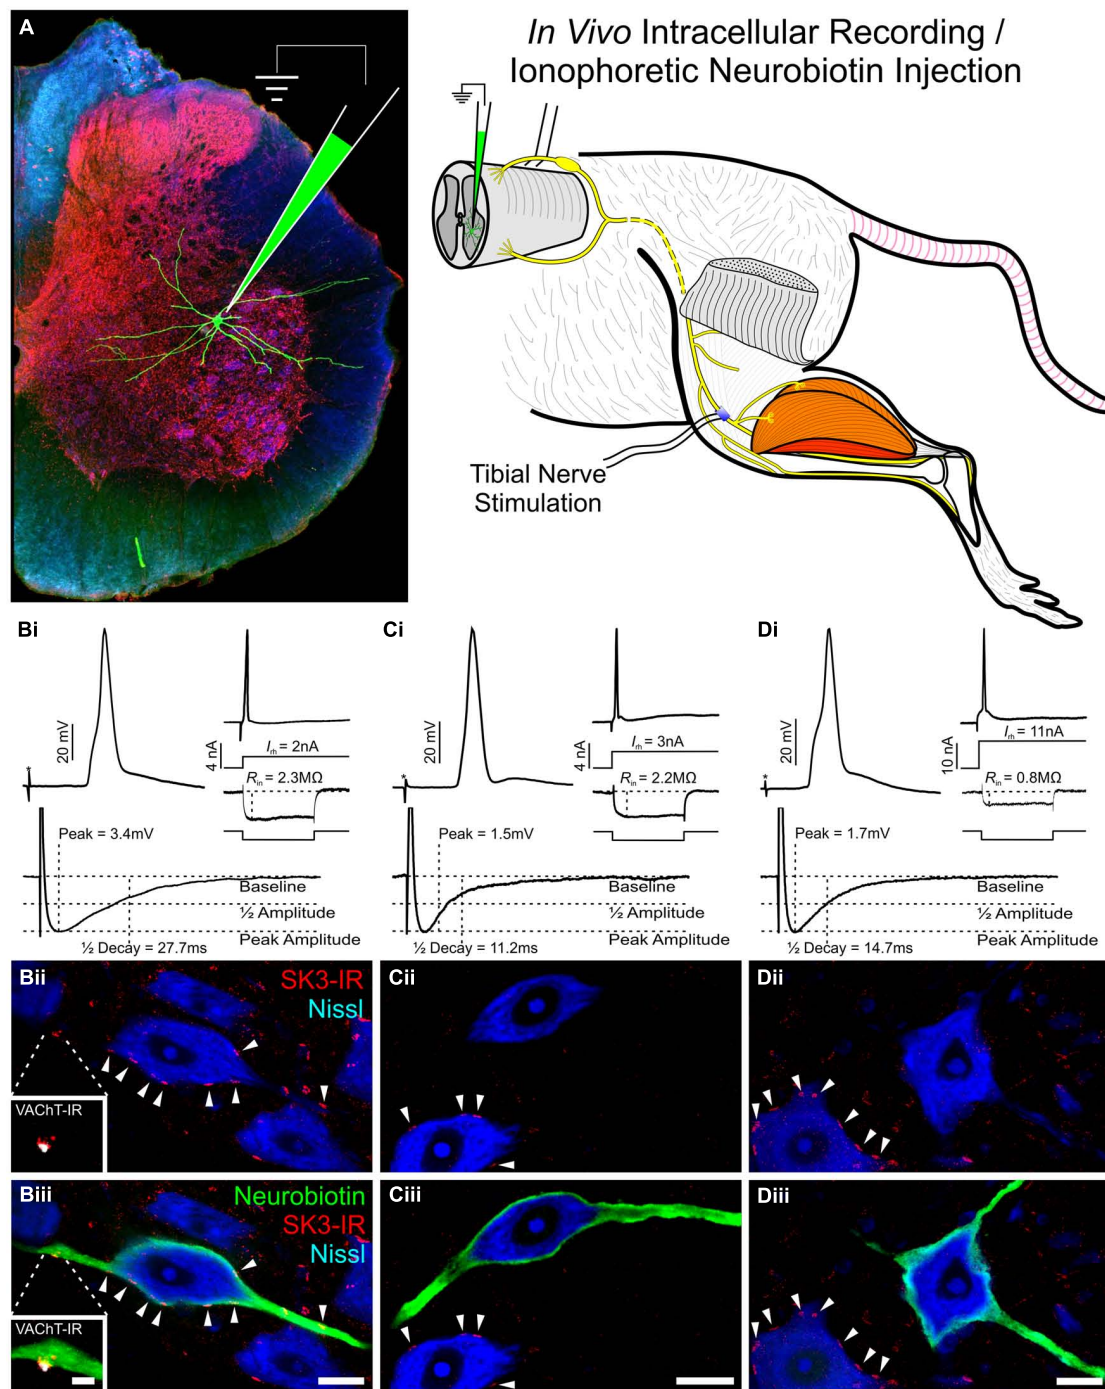 A
In Vivo Intracellular Recording /
Ionophoretic Neurobiotin Injection
Tibial Nerve
Stimulation
Bi
20 mV
*
4 nA
Irh = 2nA
Rin = 2.3MΩ
Peak = 3.4mV
Baseline
½ Amplitude
Peak Amplitude
½ Decay = 27.7ms
Ci
20 mV
*
4 nA
Irh = 3nA
Rin = 2.2MΩ
Peak = 1.5mV
Baseline
½ Amplitude
Peak Amplitude
½ Decay = 11.2ms
Di
20 mV
*
10 nA
Irh = 11nA
Rin = 0.8MΩ
Peak = 1.7mV
Baseline
½ Amplitude
Peak Amplitude
½ Decay = 14.7ms
Bii
SK3-IR
Nissl
VAChT-IR
Cii
Dii
Biii
Neurobiotin
SK3-IR
Nissl
VAChT-IR
Ciii
Diii